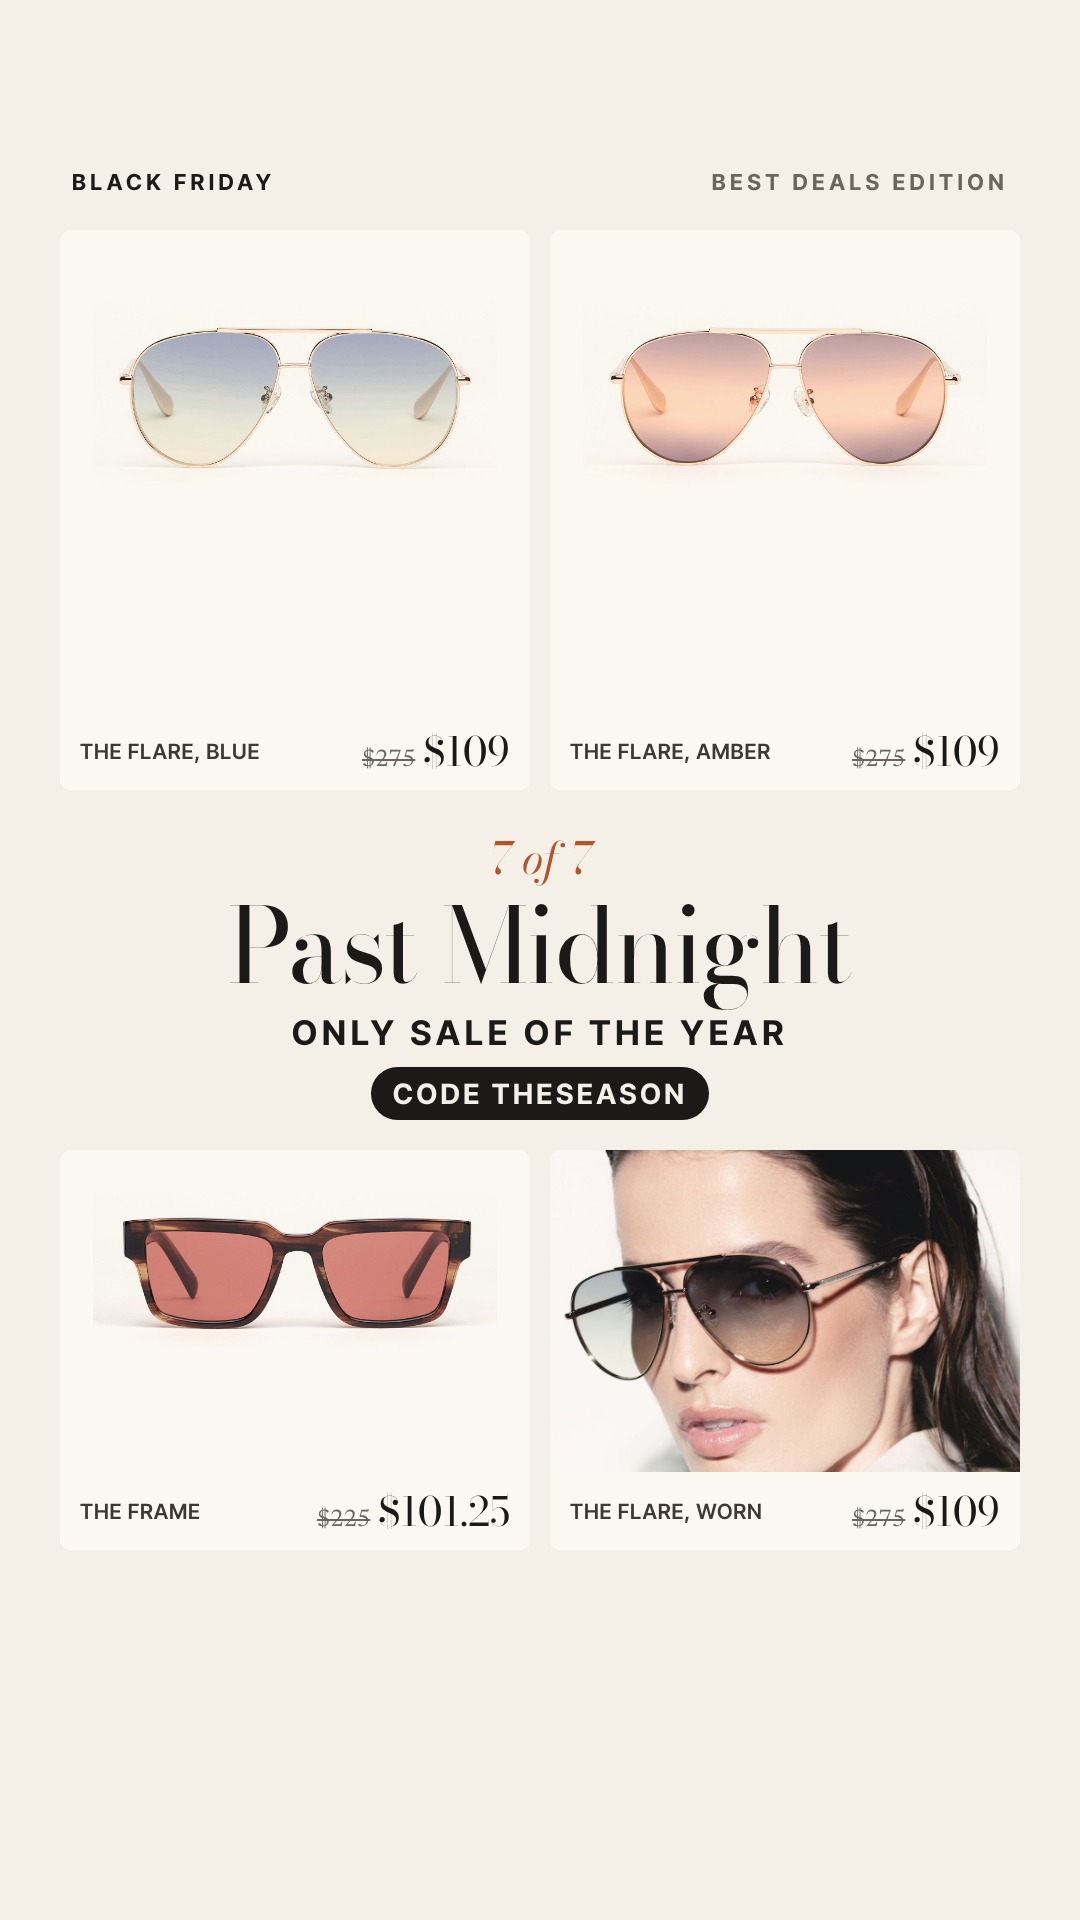 BLACK FRIDAY
BEST DEALS EDITION
THE FLARE, BLUE
$275 $109
THE FLARE, AMBER
$275 $109
7 of 7
Past Midnight
ONLY SALE OF THE YEAR
CODE THESEASON
THE FRAME
$225 $101.25
THE FLARE, WORN
$275 $109